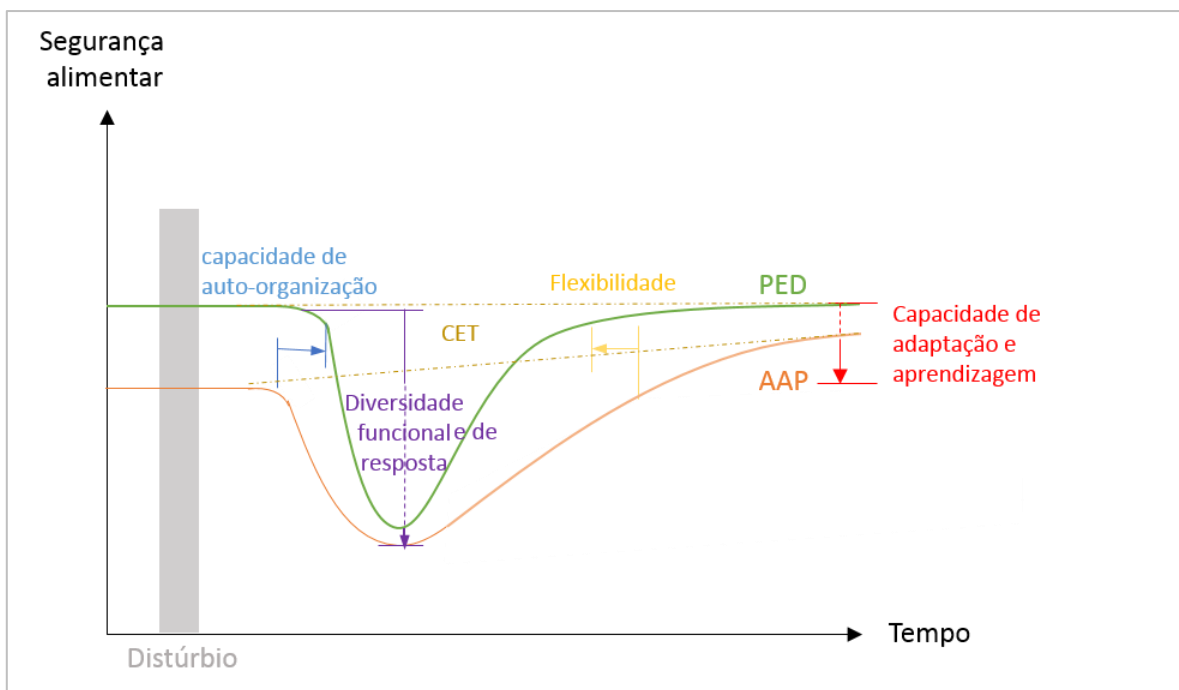 Segurança
alimentar
capacidade de
auto-organização
Flexibilidade
PED
CET
Capacidade de
adaptação e
aprendizagem
AAP
Diversidade
funcional e de
resposta
Tempo
Distúrbio